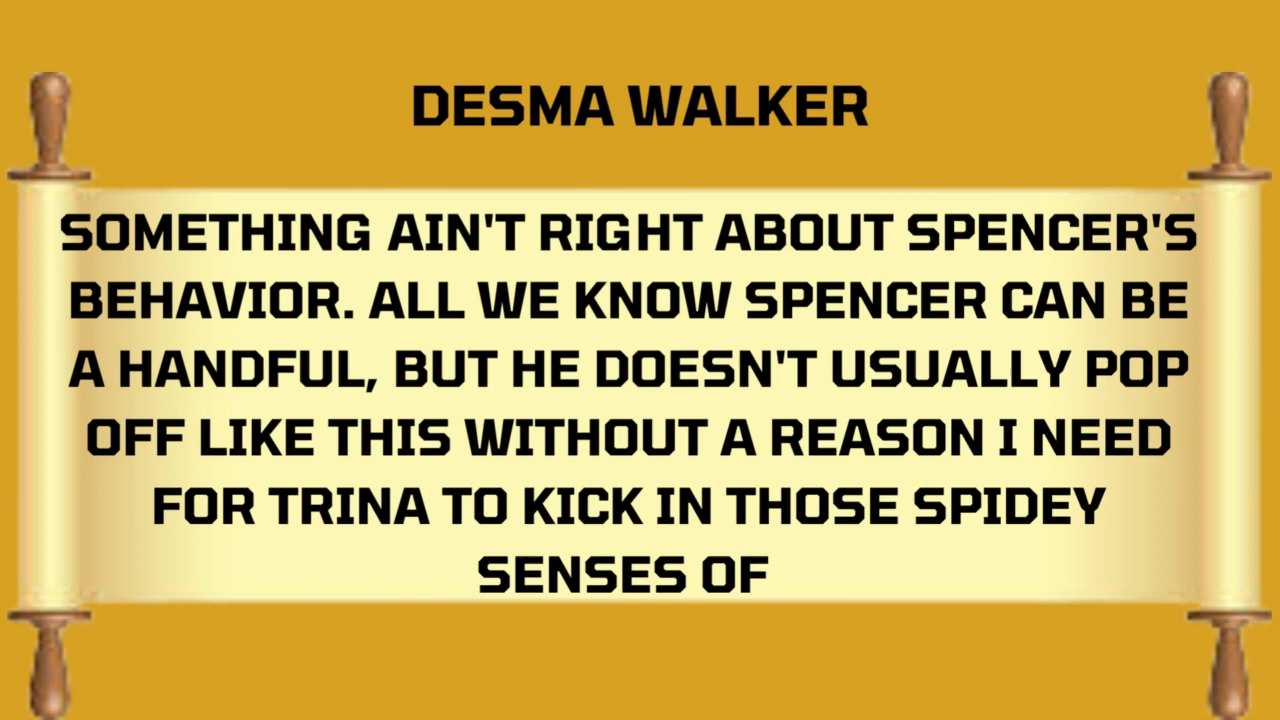 DESMA WALKER
SOMETHING AIN'T RIGHT ABOUT SPENCER'S
BEHAVIOR. ALL WE KNOW SPENCER CAN BE
A HANDFUL, BUT HE DOESN'T USUALLY POP
OFF LIKE THIS WITHOUT A REASON I NEED
FOR TRINA TO KICK IN THOSE SPIDEY
SENSES OF